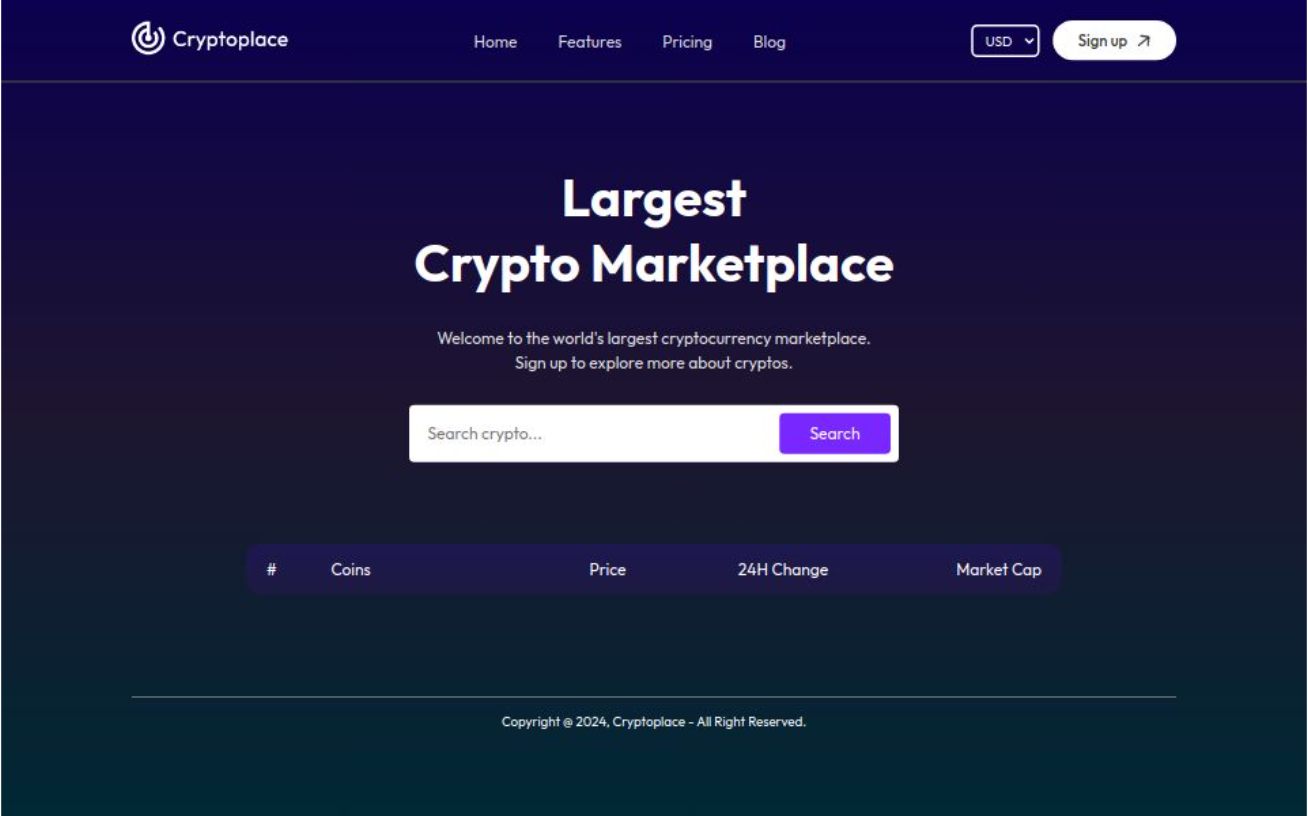 Cryptoplace
Home Features Pricing Blog
USD
Sign up
Largest
Crypto Marketplace
Welcome to the world's largest cryptocurrency marketplace.
Sign up to explore more about cryptos.
Search crypto...
Search
# Coins Price 24H Change Market Cap
Copyright @ 2024, Cryptoplace - All Right Reserved.